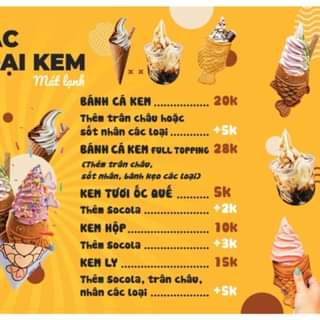 ẠI KEM
Mát lạnh
BÁNH CÁ KEM ............... 20k
Thêm trân châu hoặc
sốt nhân các loại ............. +5k
BÁNH CÁ KEM FULL TOPPING ... 28k
(Thêm trân châu,
sốt nhân, bánh kẹo các loại)
KEM TƯƠI ỐC QUẾ ......... 5k
Thêm Socola ................... +2k
KEM HỘP ....................... 10k
Thêm Socola ................... +3k
KEM LY .......................... 15k
Thêm Socola, trân châu,
nhân các loại .................. +5k